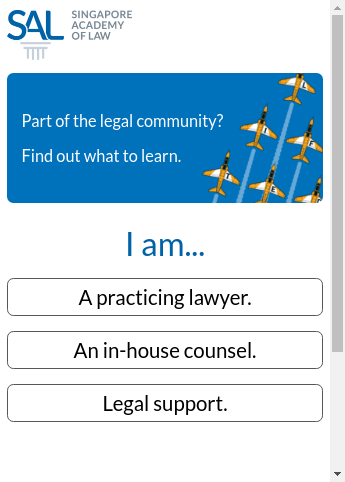 SAL
SINGAPORE
ACADEMY
OF LAW
Part of the legal community?
Find out what to learn.
L
I
F
T
E
I am...
A practicing lawyer.
An in-house counsel.
Legal support.